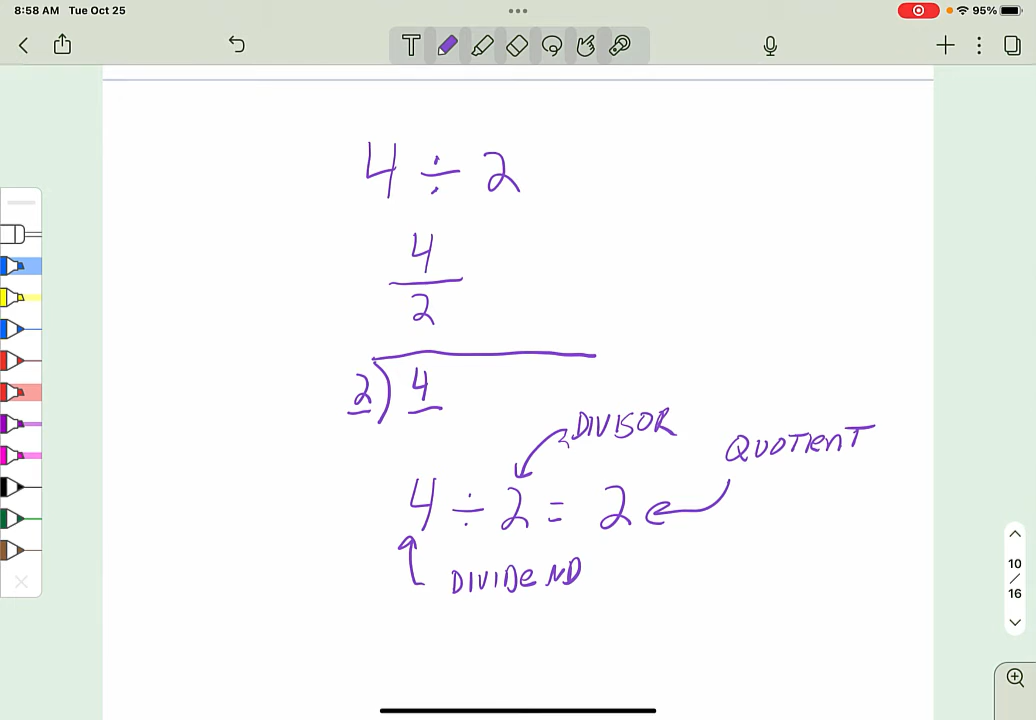 8:58 AM Tue Oct 25
95%
T
4 ÷ 2
4
2
2) 4
DIVISOR
QUOTIENT
4 ÷ 2 = 2
DIVIDEND
10
/
16